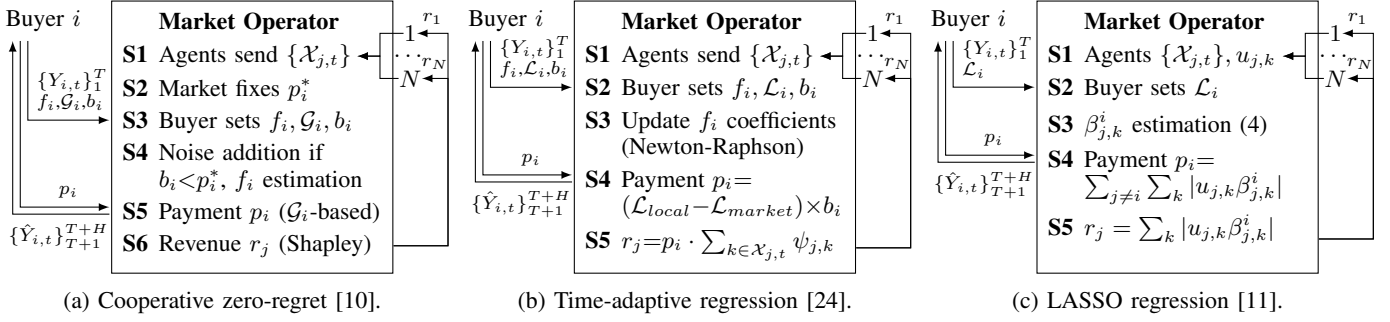 Buyer i
Market Operator
S1 Agents send {𝒳_{j,t}}
S2 Market fixes p_i^*
S3 Buyer sets f_i, 𝒢_i, b_i
S4 Noise addition if
b_i<p_i^*, f_i estimation
S5 Payment p_i (𝒢_i-based)
S6 Revenue r_j (Shapley)
{Y_{i,t}}_1^T
f_i,𝒢_i,b_i
p_i
{Ŷ_{i,t}}_{T+1}^{T+H}
1
...
N
r_1
r_N
(a) Cooperative zero-regret [10].
Buyer i
Market Operator
S1 Agents send {𝒳_{j,t}}
S2 Buyer sets f_i, ℒ_i, b_i
S3 Update f_i coefficients
(Newton-Raphson)
S4 Payment p_i=
(ℒ_{local}−ℒ_{market})×b_i
S5 r_j=p_i · ∑_{k∈𝒳_{j,t}} ψ_{j,k}
{Y_{i,t}}_1^T
f_i,ℒ_i,b_i
p_i
{Ŷ_{i,t}}_{T+1}^{T+H}
1
...
N
r_1
r_N
(b) Time-adaptive regression [24].
Buyer i
Market Operator
S1 Agents {𝒳_{j,t}}, u_{j,k}
S2 Buyer sets ℒ_i
S3 β_{j,k}^i estimation (4)
S4 Payment p_i=
∑_{j≠i} ∑_k |u_{j,k}β_{j,k}^i|
S5 r_j = ∑_k |u_{j,k}β_{j,k}^i|
{Y_{i,t}}_1^T
ℒ_i
p_i
{Ŷ_{i,t}}_{T+1}^{T+H}
1
...
N
r_1
r_N
(c) LASSO regression [11].